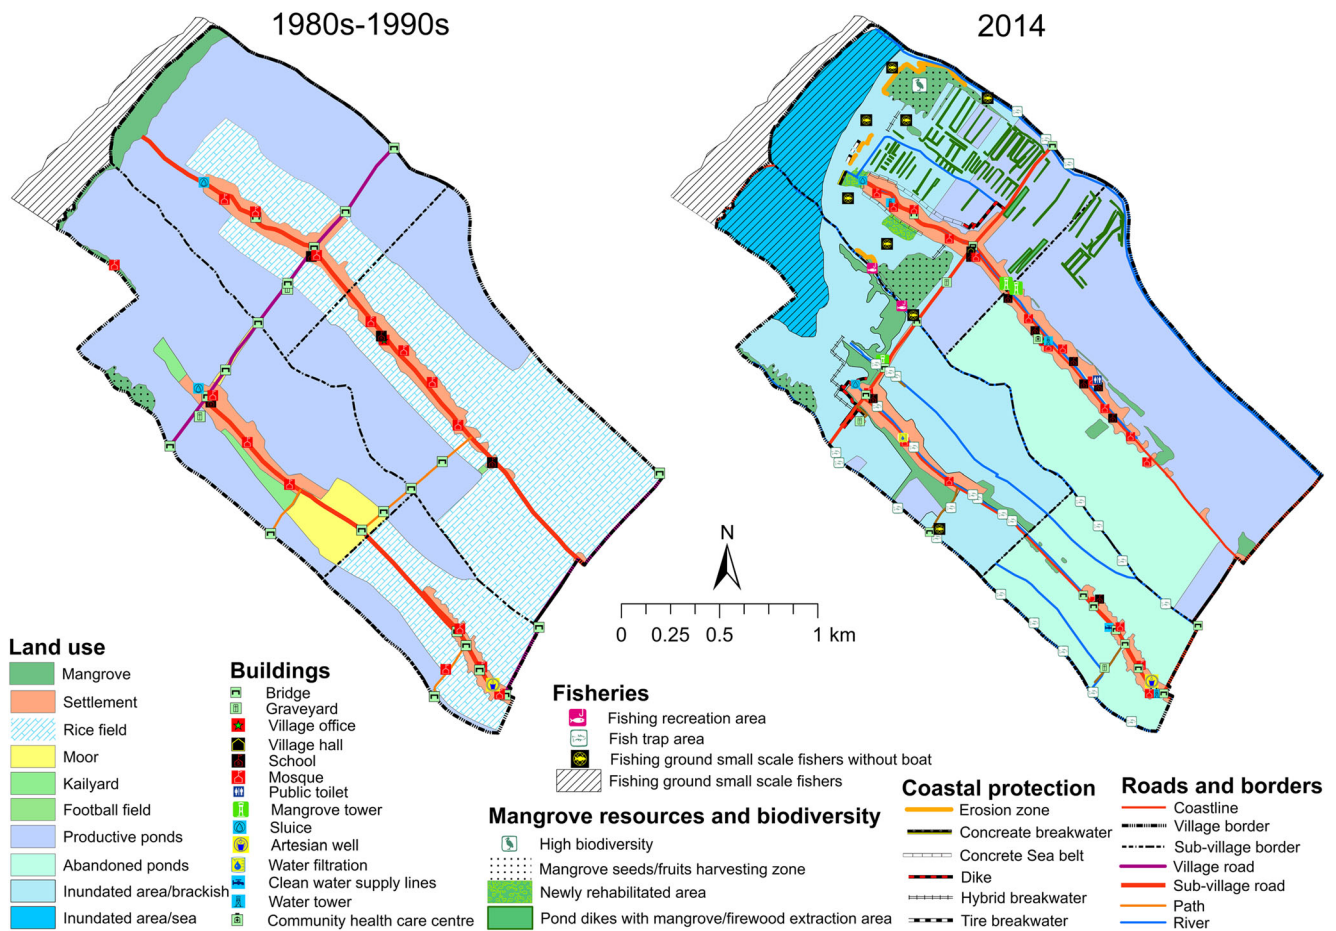 1980s-1990s
2014
N
0 0.25 0.5 1 km
Land use
Mangrove
Settlement
Rice field
Moor
Kailyard
Football field
Productive ponds
Abandoned ponds
Inundated area/brackish
Inundated area/sea
Buildings
Bridge
Graveyard
Village office
Village hall
School
Mosque
Public toilet
Mangrove tower
Sluice
Artesian well
Water filtration
Clean water supply lines
Water tower
Community health care centre
Fisheries
Fishing recreation area
Fish trap area
Fishing ground small scale fishers without boat
Fishing ground small scale fishers
Mangrove resources and biodiversity
High biodiversity
Mangrove seeds/fruits harvesting zone
Newly rehabilitated area
Pond dikes with mangrove/firewood extraction area
Coastal protection
Erosion zone
Concreate breakwater
Concrete Sea belt
Dike
Hybrid breakwater
Tire breakwater
Roads and borders
Coastline
Village border
Sub-village border
Village road
Sub-village road
Path
River